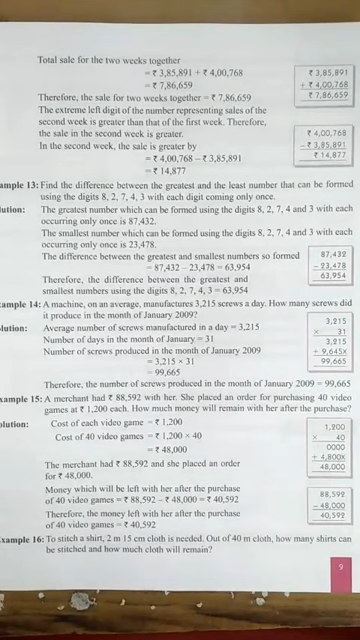 Total sale for the two weeks together
= ₹ 3,85,891 + ₹ 4,00,768
= ₹ 7,86,659
₹ 3,85,891
+ ₹ 4,00,768
₹ 7,86,659
Therefore, the sale for two weeks together = ₹ 7,86,659
The extreme left digit of the number representing sales of the
second week is greater than that of the first week. Therefore,
the sale in the second week is greater.
In the second week, the sale is greater by
= ₹ 4,00,768 – ₹ 3,85,891
= ₹ 14,877
₹ 4,00,768
– ₹ 3,85,891
₹ 14,877
ample 13: Find the difference between the greatest and the least number that can be formed
using the digits 8, 2, 7, 4, 3 with each digit coming only once.
lution: The greatest number which can be formed using the digits 8, 2, 7, 4 and 3 with each
occurring only once is 87,432.
The smallest number which can be formed using the digits 8, 2, 7, 4 and 3 with each
occurring only once is 23,478.
The difference between the greatest and smallest numbers so formed
= 87,432 – 23,478 = 63,954
Therefore, the difference between the greatest and
smallest numbers using the digits 8, 2, 7, 4, 3 = 63,954
87,432
– 23,478
63,954
ample 14: A machine, on an average, manufactures 3,215 screws a day. How many screws did
it produce in the month of January 2009?
lution: Average number of screws manufactured in a day = 3,215
Number of days in the month of January = 31
Number of screws produced in the month of January 2009
= 3,215 × 31
= 99,665
3,215
× 31
3,215
+ 9,645x
99,665
Therefore, the number of screws produced in the month of January 2009 = 99,665
xample 15: A merchant had ₹ 88,592 with her. She placed an order for purchasing 40 video
games at ₹ 1,200 each. How much money will remain with her after the purchase?
olution: Cost of each video game = ₹ 1,200
Cost of 40 video games = ₹ 1,200 × 40
= ₹ 48,000
1,200
× 40
0000
+ 4,800X
48,000
The merchant had ₹ 88,592 and she placed an order
for ₹ 48,000.
Money which will be left with her after the purchase
of 40 video games = ₹ 88,592 – ₹ 48,000 = ₹ 40,592
Therefore, the money left with her after the purchase
of 40 video games = ₹ 40,592
88,592
– 48,000
40,592
Example 16: To stitch a shirt, 2 m 15 cm cloth is needed. Out of 40 m cloth, how many shirts can
be stitched and how much cloth will remain?
9